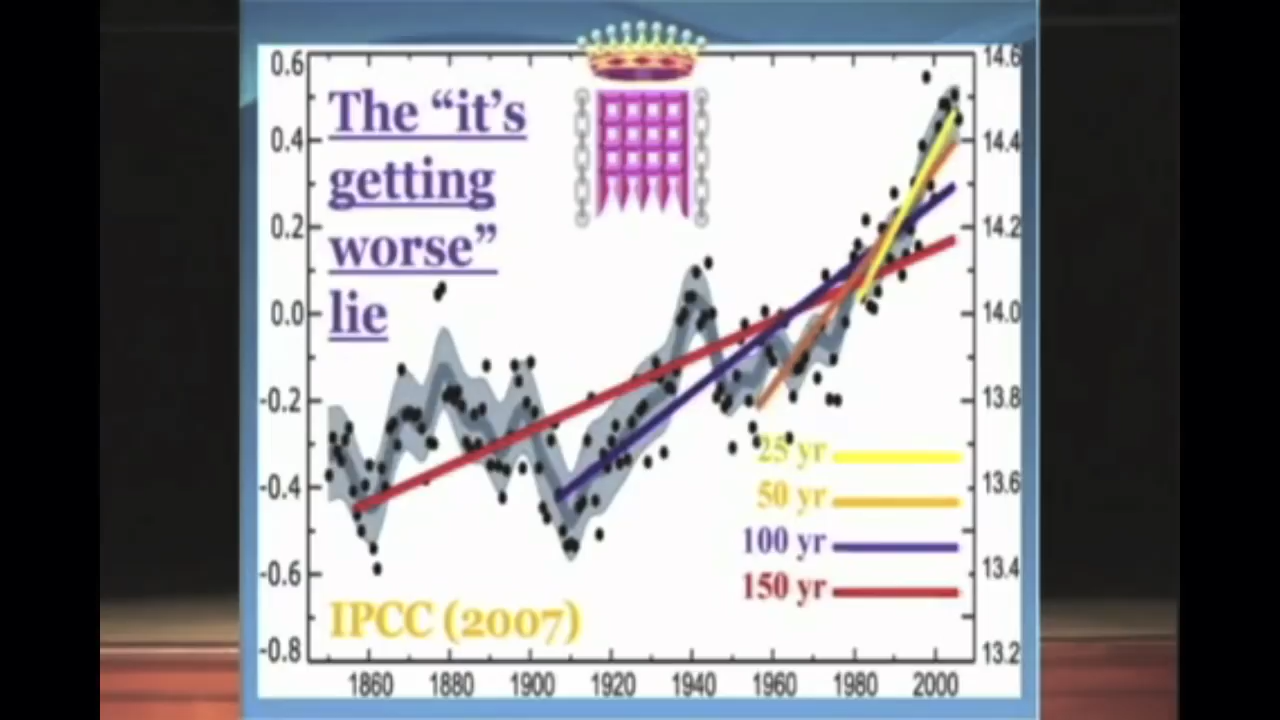 The “it’s
getting
worse”
lie
0.6
0.4
0.2
0.0
-0.2
-0.4
-0.6
-0.8
14.6
14.4
14.2
14.0
13.8
13.6
13.4
13.2
25 yr
50 yr
100 yr
150 yr
IPCC (2007)
1860 1880 1900 1920 1940 1960 1980 2000